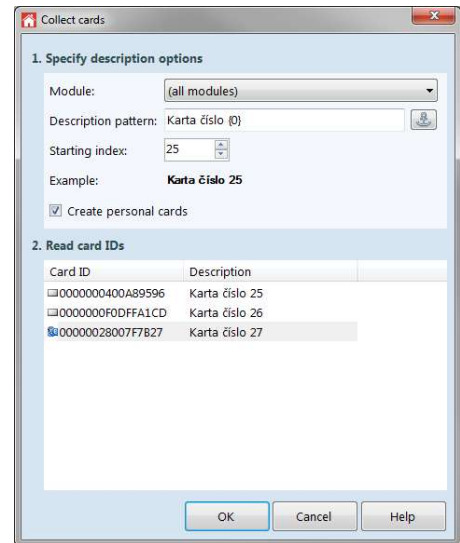 Collect cards
1. Specify description options
Module: (all modules)
Description pattern: Karta číslo {0}
Starting index: 25
Example: Karta číslo 25
Create personal cards
2. Read card IDs
Card ID Description
0000000400A89596 Karta číslo 25
0000000F0DFFA1CD Karta číslo 26
00000028007F7B27 Karta číslo 27
OK Cancel Help